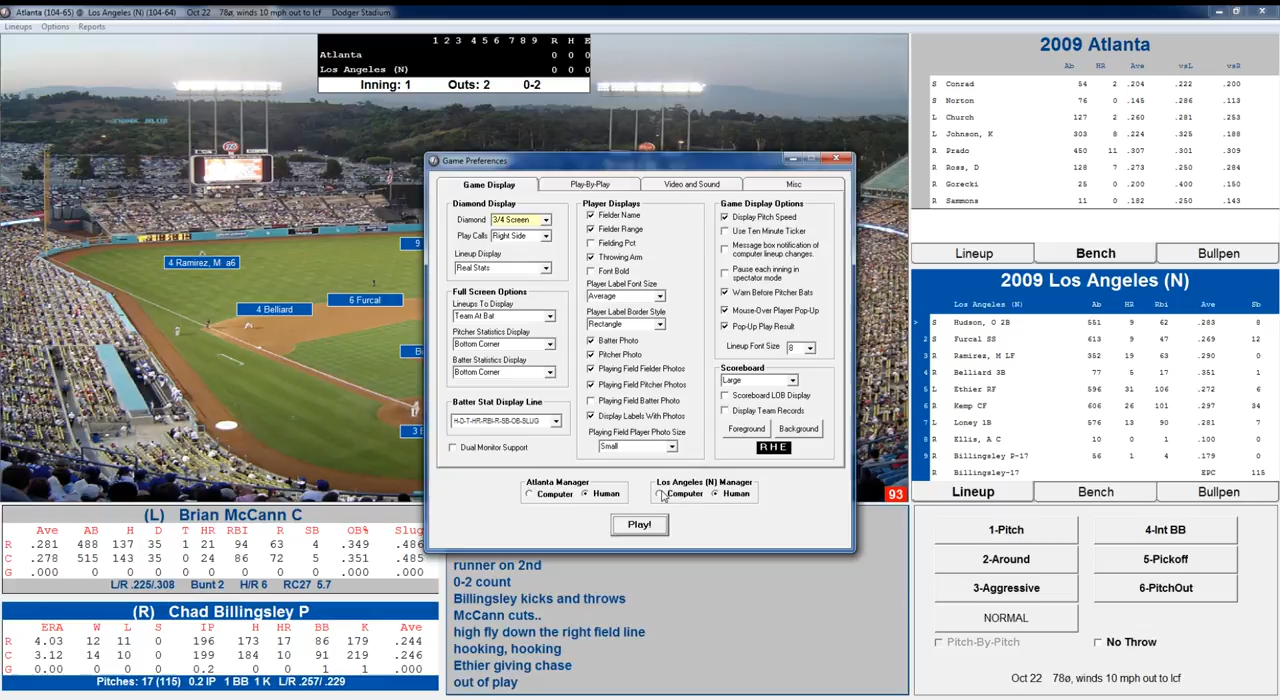 Atlanta (104-65) @ Los Angeles (N) (104-64) Oct 22 78ø, winds 10 mph out to lcf Dodger Stadium
Lineups Options Reports
1 2 3 4 5 6 7 8 9 R H E
Atlanta 0 0 0
Los Angeles (N) 0 0 0
Inning: 1 Outs: 2 0-2
4 Ramirez, M a6
4 Belliard
6 Furcal
9
5
3
93
Game Preferences
Game Display Play-By-Play Video and Sound Misc
Diamond Display
Diamond 3/4 Screen
Play Calls Right Side
Lineup Display
Real Stats
Full Screen Options
Lineups To Display
Team At Bat
Pitcher Statistics Display
Bottom Corner
Batter Statistics Display
Bottom Corner
Batter Stat Display Line
H-D-T-HR-RBI-R-SB-OB-SLUG
Dual Monitor Support
Player Displays
Fielder Name
Fielder Range
Fielding Pct
Throwing Arm
Font Bold
Player Label Font Size
Average
Player Label Border Style
Rectangle
Batter Photo
Pitcher Photo
Playing Field Fielder Photos
Playing Field Pitcher Photos
Playing Field Batter Photo
Display Labels With Photos
Playing Field Player Photo Size
Small
Game Display Options
Display Pitch Speed
Use Ten Minute Ticker
Message box notification of
computer lineup changes.
Pause each inning in
spectator mode
Warn Before Pitcher Bats
Mouse-Over Player Pop-Up
Pop-Up Play Result
Lineup Font Size 8
Scoreboard
Large
Scoreboard LOB Display
Display Team Records
Foreground Background
R H E
Atlanta Manager
Computer Human
Los Angeles (N) Manager
Computer Human
Play!
2009 Atlanta
Ab HR Ave vsL vsR
S Conrad 54 2 .204 .222 .200
S Norton 76 0 .145 .286 .113
L Church 127 2 .260 .281 .253
L Johnson, K 303 8 .224 .325 .188
R Prado 450 11 .307 .301 .309
R Ross, D 128 7 .273 .250 .284
R Gorecki 25 0 .200 .400 .150
R Sammons 11 0 .182 .250 .143
Lineup Bench Bullpen
2009 Los Angeles (N)
Los Angeles (N) Ab HR Rbi Ave Sb
> S Hudson, O 2B 551 9 62 .283 8
2 S Furcal SS 613 9 47 .269 12
3 R Ramirez, M LF 352 19 63 .290 0
4 R Belliard 3B 77 5 17 .351 1
5 L Ethier RF 596 31 106 .272 6
6 R Kemp CF 606 26 101 .297 34
7 L Loney 1B 576 13 90 .281 7
8 R Ellis, A C 10 0 1 .100 0
9 R Billingsley P-17 56 1 4 .179 0
R Billingsley-17 EPC 115
Lineup Bench Bullpen
(L) Brian McCann C
Ave AB H D T HR RBI R SB OB% Slug
R .281 488 137 35 1 21 94 63 4 .349 .486
C .278 515 143 35 0 24 86 72 5 .351 .485
G .000 0 0 0 0 0 0 0 0 .000 .000
L/R .225/.308 Bunt 2 H/R 6 RC27 5.7
(R) Chad Billingsley P
ERA W L S IP H HR BB K Ave
R 4.03 12 11 0 196 173 17 86 179 .244
C 3.12 14 10 0 199 184 10 91 219 .246
G 0.00 0 0 0 0.2 0 0 1 1 .000
Pitches: 17 (115) 0.2 IP 1 BB 1 K L/R .257/ .229
runner on 2nd
0-2 count
Billingsley kicks and throws
McCann cuts..
high fly down the right field line
hooking, hooking
Ethier giving chase
out of play
1-Pitch 4-Int BB
2-Around 5-Pickoff
3-Aggressive 6-PitchOut
NORMAL
Pitch-By-Pitch No Throw
Oct 22 78ø, winds 10 mph out to lcf